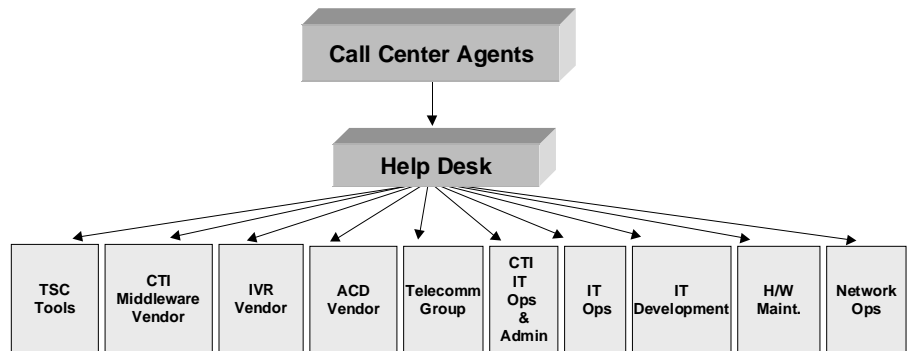 Call Center Agents
Help Desk
TSC
Tools
CTI
Middleware
Vendor
IVR
Vendor
ACD
Vendor
Telecomm
Group
CTI
IT
Ops
&
Admin
IT
Ops
IT
Development
H/W
Maint.
Network
Ops